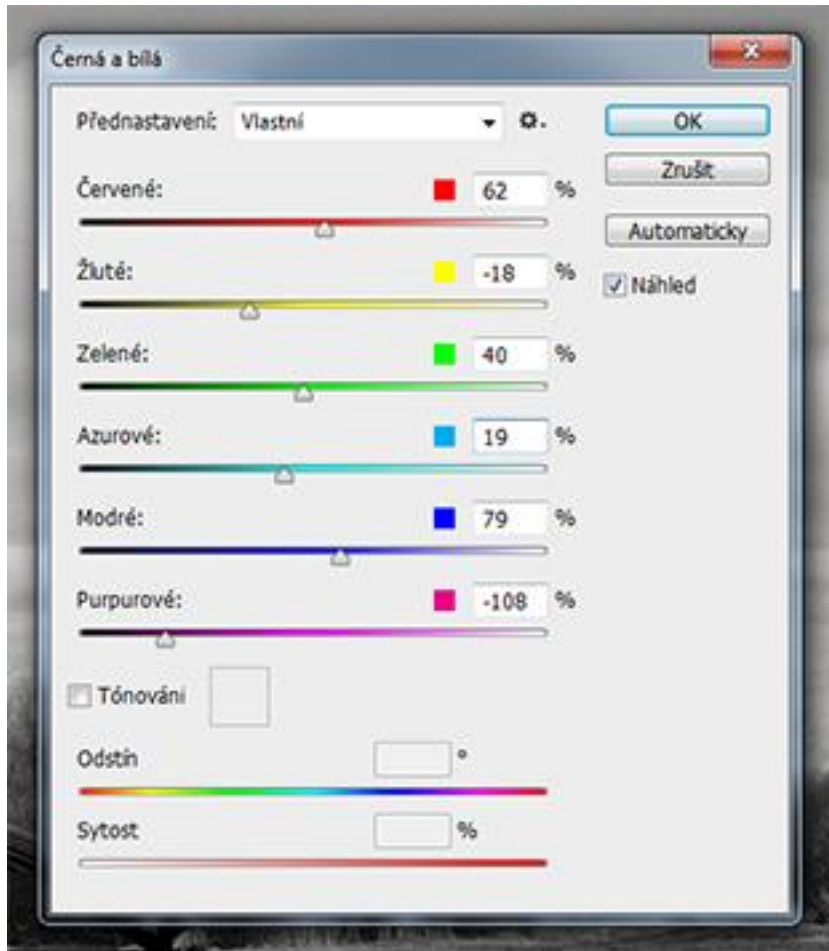 Černá a bílá
Přednastavení: Vlastní
OK
Zrušit
Automaticky
Náhled
Červené: 62 %
Žluté: -18 %
Zelené: 40 %
Azurové: 19 %
Modré: 79 %
Purpurové: -108 %
Tónování
Odstín °
Sytost %